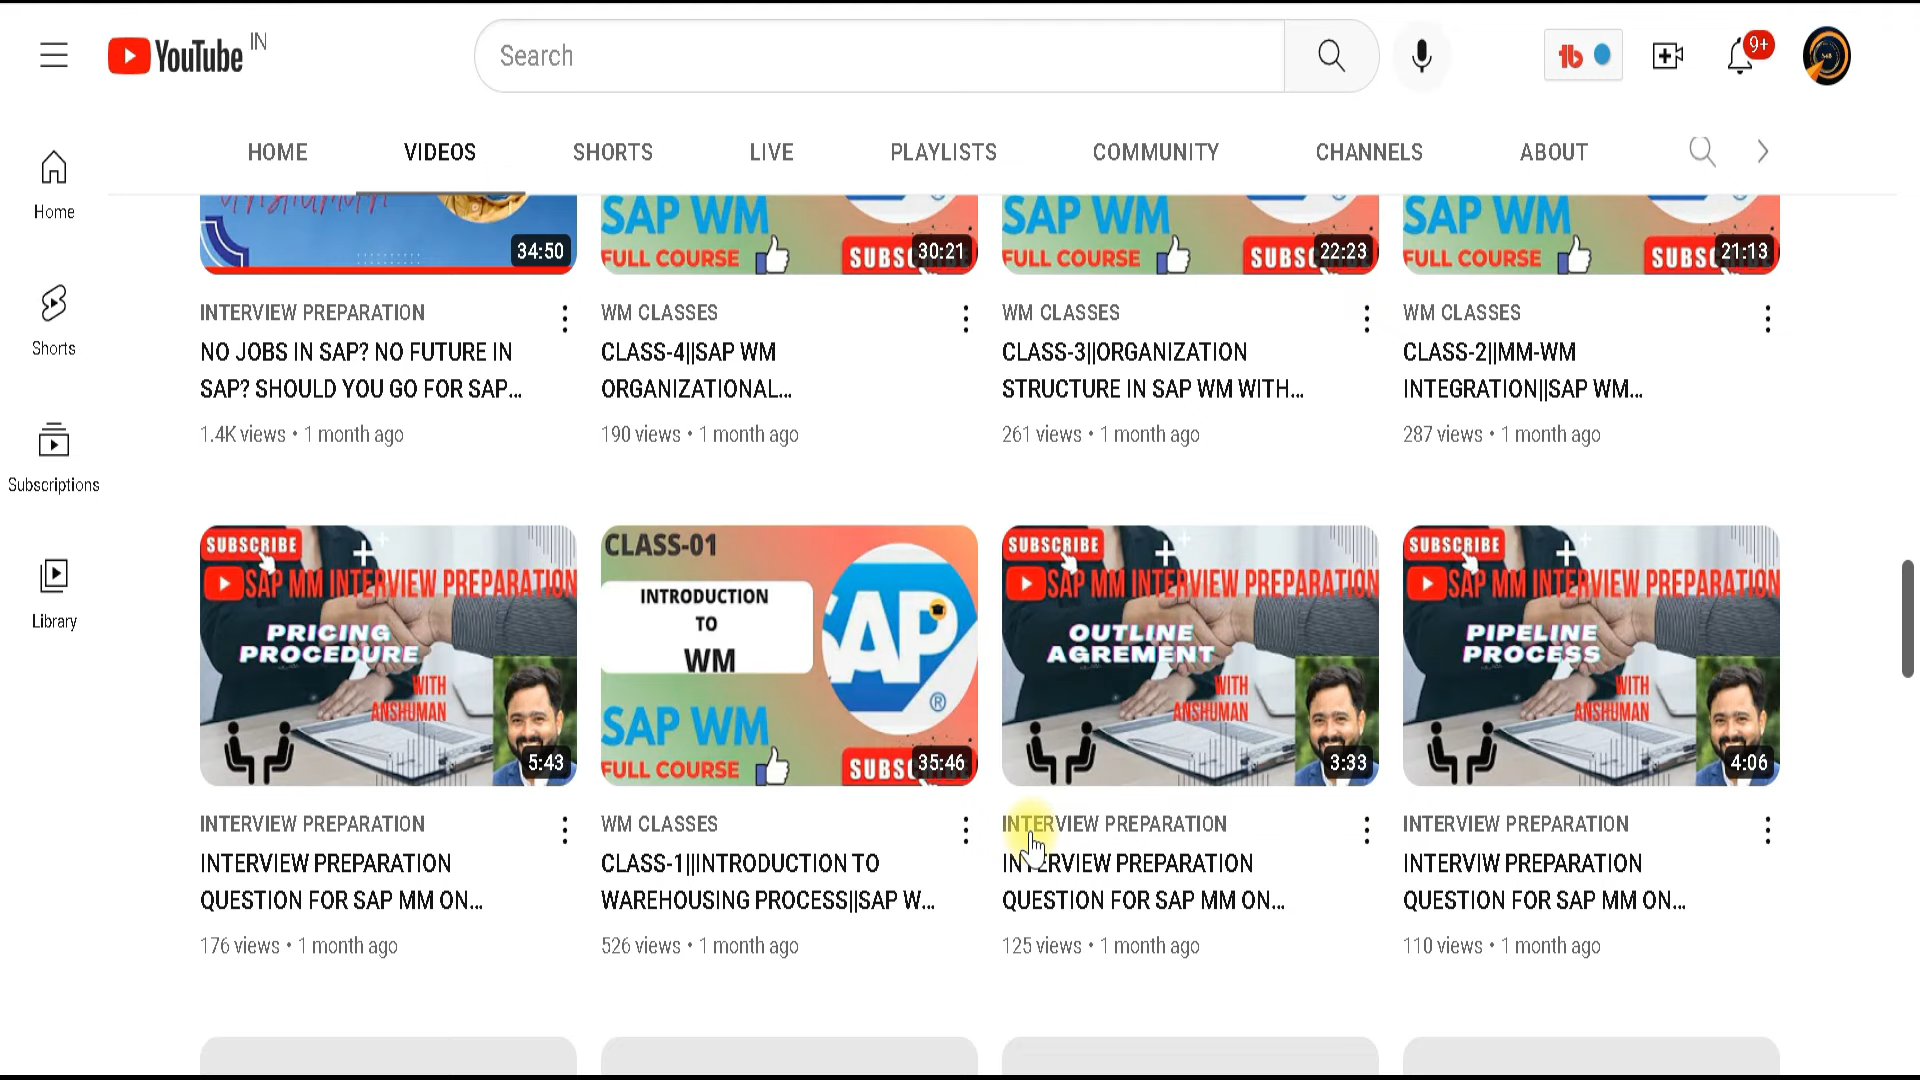 YouTube IN
Search
9+
HOME VIDEOS SHORTS LIVE PLAYLISTS COMMUNITY CHANNELS ABOUT
Home
Shorts
Subscriptions
Library
34:50
SAP WM
FULL COURSE
30:21
SAP WM
FULL COURSE
22:23
SAP WM
FULL COURSE
21:13
INTERVIEW PREPARATION
NO JOBS IN SAP? NO FUTURE IN
SAP? SHOULD YOU GO FOR SAP...
1.4K views • 1 month ago
WM CLASSES
CLASS-4||SAP WM
ORGANIZATIONAL...
190 views • 1 month ago
WM CLASSES
CLASS-3||ORGANIZATION
STRUCTURE IN SAP WM WITH...
261 views • 1 month ago
WM CLASSES
CLASS-2||MM-WM
INTEGRATION||SAP WM...
287 views • 1 month ago
SUBSCRIBE
SAP MM INTERVIEW PREPARATION
PRICING
PROCEDURE
WITH
ANSHUMAN
5:43
CLASS-01
INTRODUCTION
TO
WM
SAP
®
SAP WM
FULL COURSE
35:46
SUBSCRIBE
SAP MM INTERVIEW PREPARATION
OUTLINE
AGREMENT
WITH
ANSHUMAN
3:33
SUBSCRIBE
SAP MM INTERVIEW PREPARATION
PIPELINE
PROCESS
WITH
ANSHUMAN
4:06
INTERVIEW PREPARATION
INTERVIEW PREPARATION
QUESTION FOR SAP MM ON...
176 views • 1 month ago
WM CLASSES
CLASS-1||INTRODUCTION TO
WAREHOUSING PROCESS||SAP W...
526 views • 1 month ago
INTERVIEW PREPARATION
INTERVIEW PREPARATION
QUESTION FOR SAP MM ON...
125 views • 1 month ago
INTERVIEW PREPARATION
INTERVIW PREPARATION
QUESTION FOR SAP MM ON...
110 views • 1 month ago